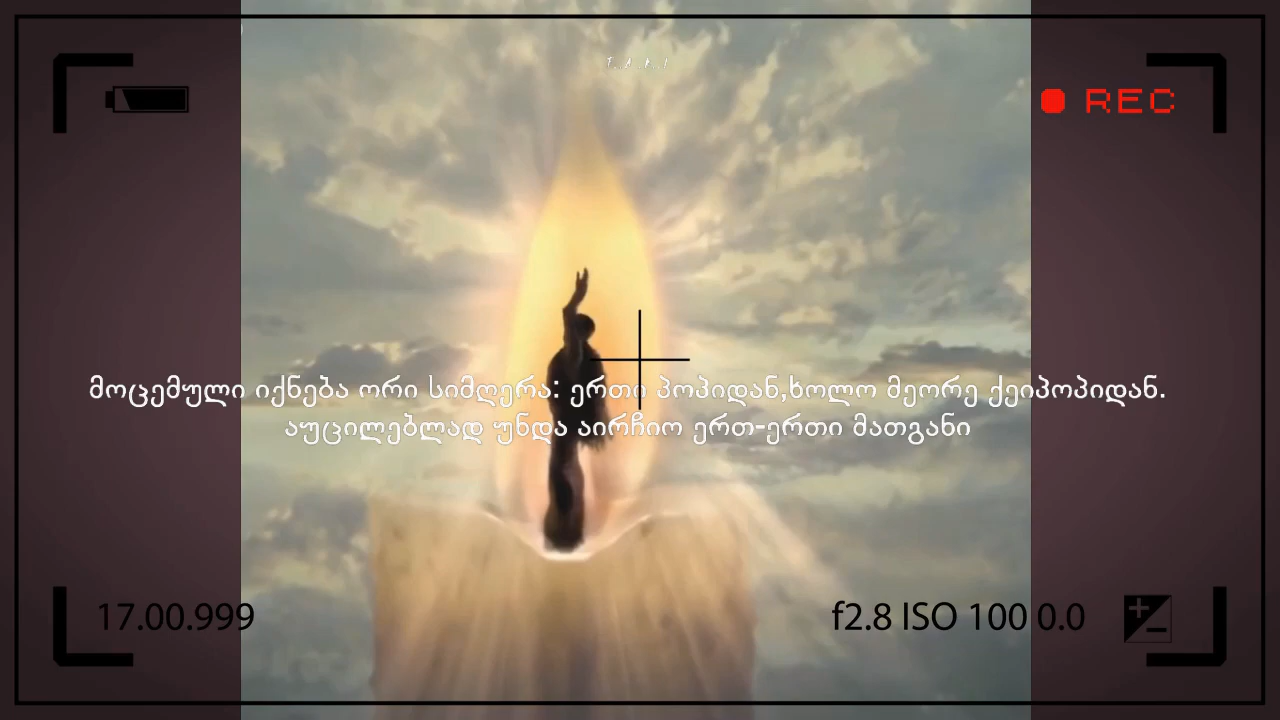 REC
მოცემული იქნება ორი სიმღერა: ერთი პოპიდან,ხოლო მეორე ქეიპოპიდან.
აუცილებლად უნდა აირჩიო ერთ-ერთი მათგანი
17.00.999
f2.8 ISO 100 0.0